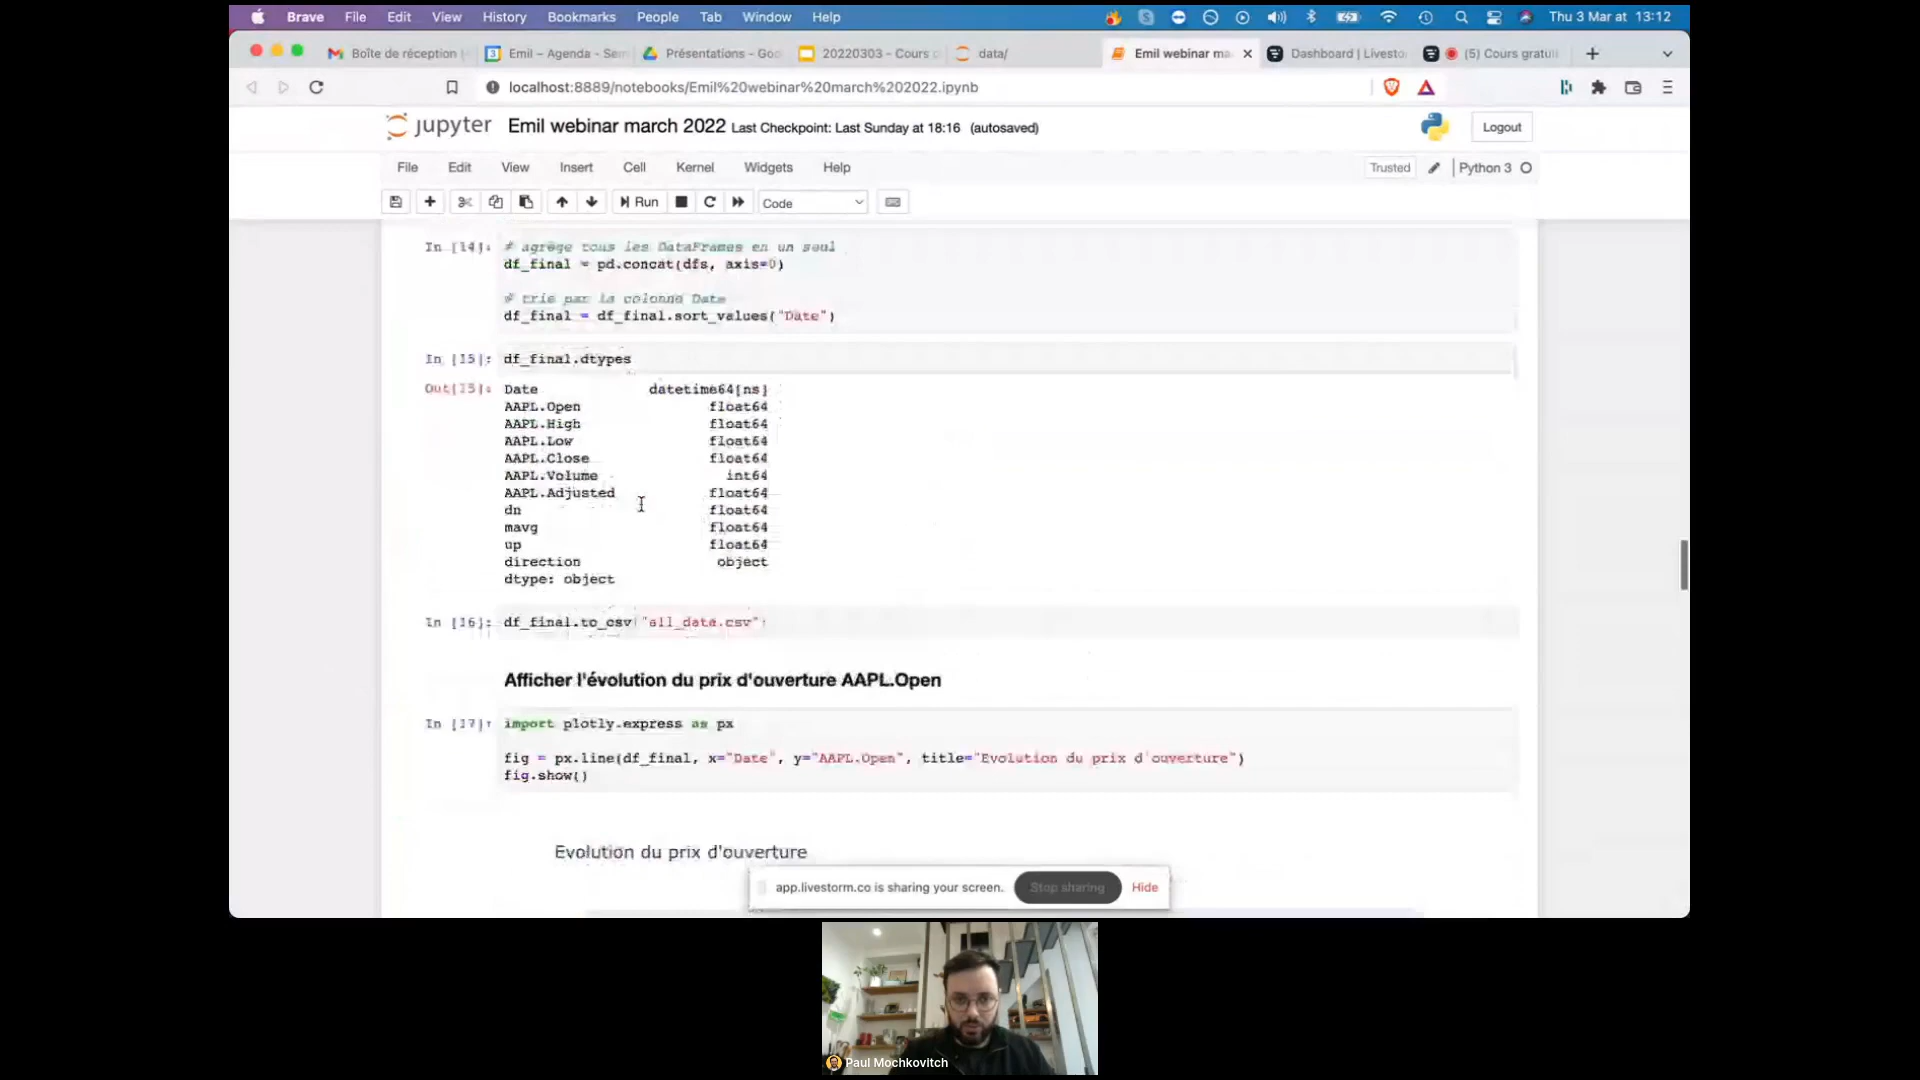 Brave File Edit View History Bookmarks People Tab Window Help Thu 3 Mar at 13:12
Boîte de réception Emil – Agenda - Sem Présentations – Goo 20220303 - Cours data/ Emil webinar ma Dashboard | Livesto (5) Cours gratui
localhost:8889/notebooks/Emil%20webinar%20march%202022.ipynb
jupyter Emil webinar march 2022 Last Checkpoint: Last Sunday at 18:16 (autosaved) Logout
File Edit View Insert Cell Kernel Widgets Help Trusted Python 3
Run Code
In [14]: # agrège tous les DataFrames en un seul
df_final = pd.concat(dfs, axis=0)
# trie par la colonne Date
df_final = df_final.sort_values("Date")
In [15]: df_final.dtypes
Out[15]: Date datetime64[ns]
AAPL.Open float64
AAPL.High float64
AAPL.Low float64
AAPL.Close float64
AAPL.Volume int64
AAPL.Adjusted float64
dn float64
mavg float64
up float64
direction object
dtype: object
In [16]: df_final.to_csv("all_data.csv")
Afficher l'évolution du prix d'ouverture AAPL.Open
In [17]: import plotly.express as px
fig = px.line(df_final, x="Date", y="AAPL.Open", title="Evolution du prix d'ouverture")
fig.show()
Evolution du prix d'ouverture
app.livestorm.co is sharing your screen. Stop sharing Hide
Paul Mochkovitch